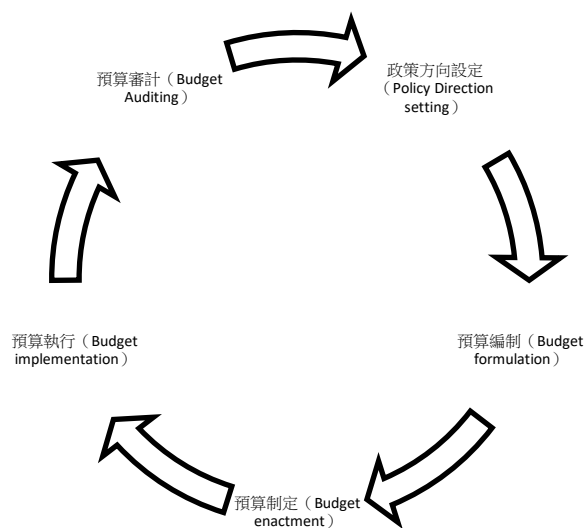 預算審計（Budget
Auditing）
政策方向設定
（Policy Direction
setting）
預算執行（Budget
implementation）
預算編制（Budget
formulation）
預算制定（Budget
enactment）